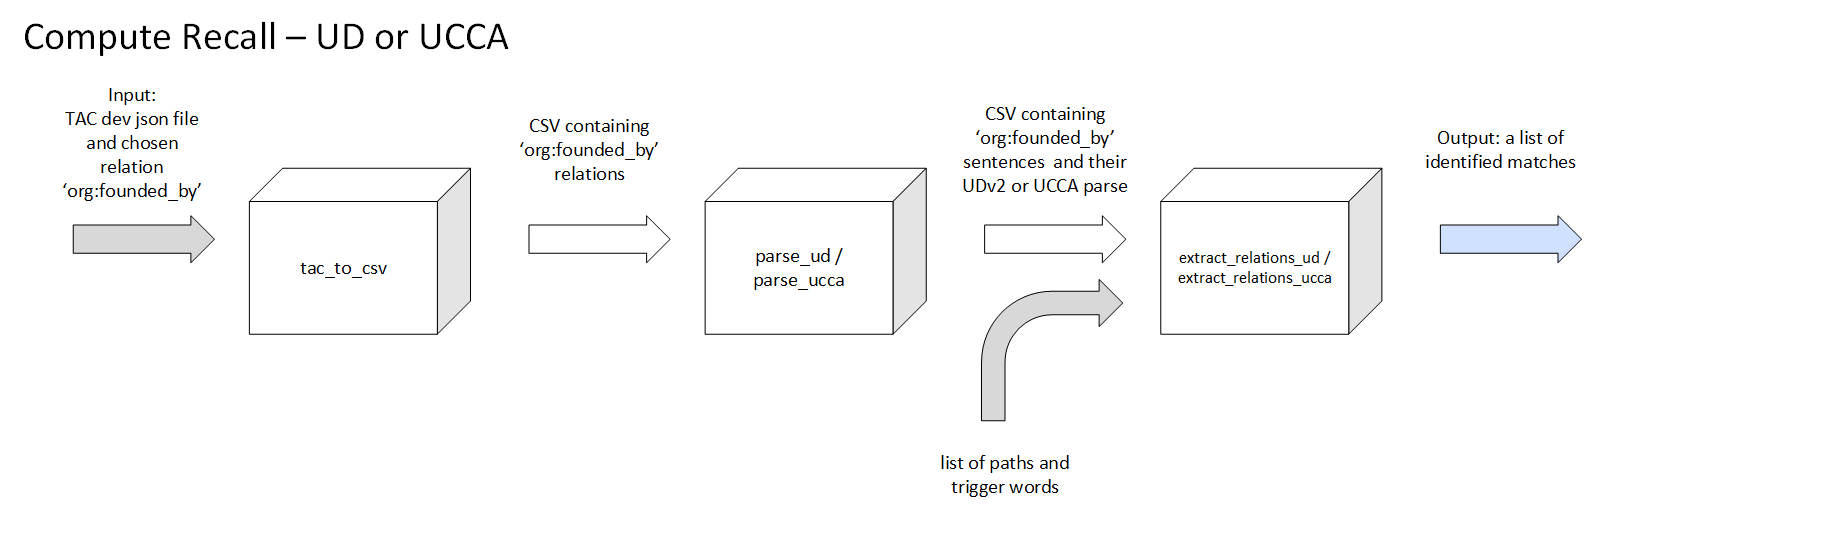 Compute Recall – UD or UCCA
Input:
TAC dev json file
and chosen
relation
‘org:founded_by’
tac_to_csv
CSV containing
‘org:founded_by’
relations
parse_ud /
parse_ucca
CSV containing
‘org:founded_by’
sentences and their
UDv2 or UCCA parse
list of paths and
trigger words
extract_relations_ud /
extract_relations_ucca
Output: a list of
identified matches